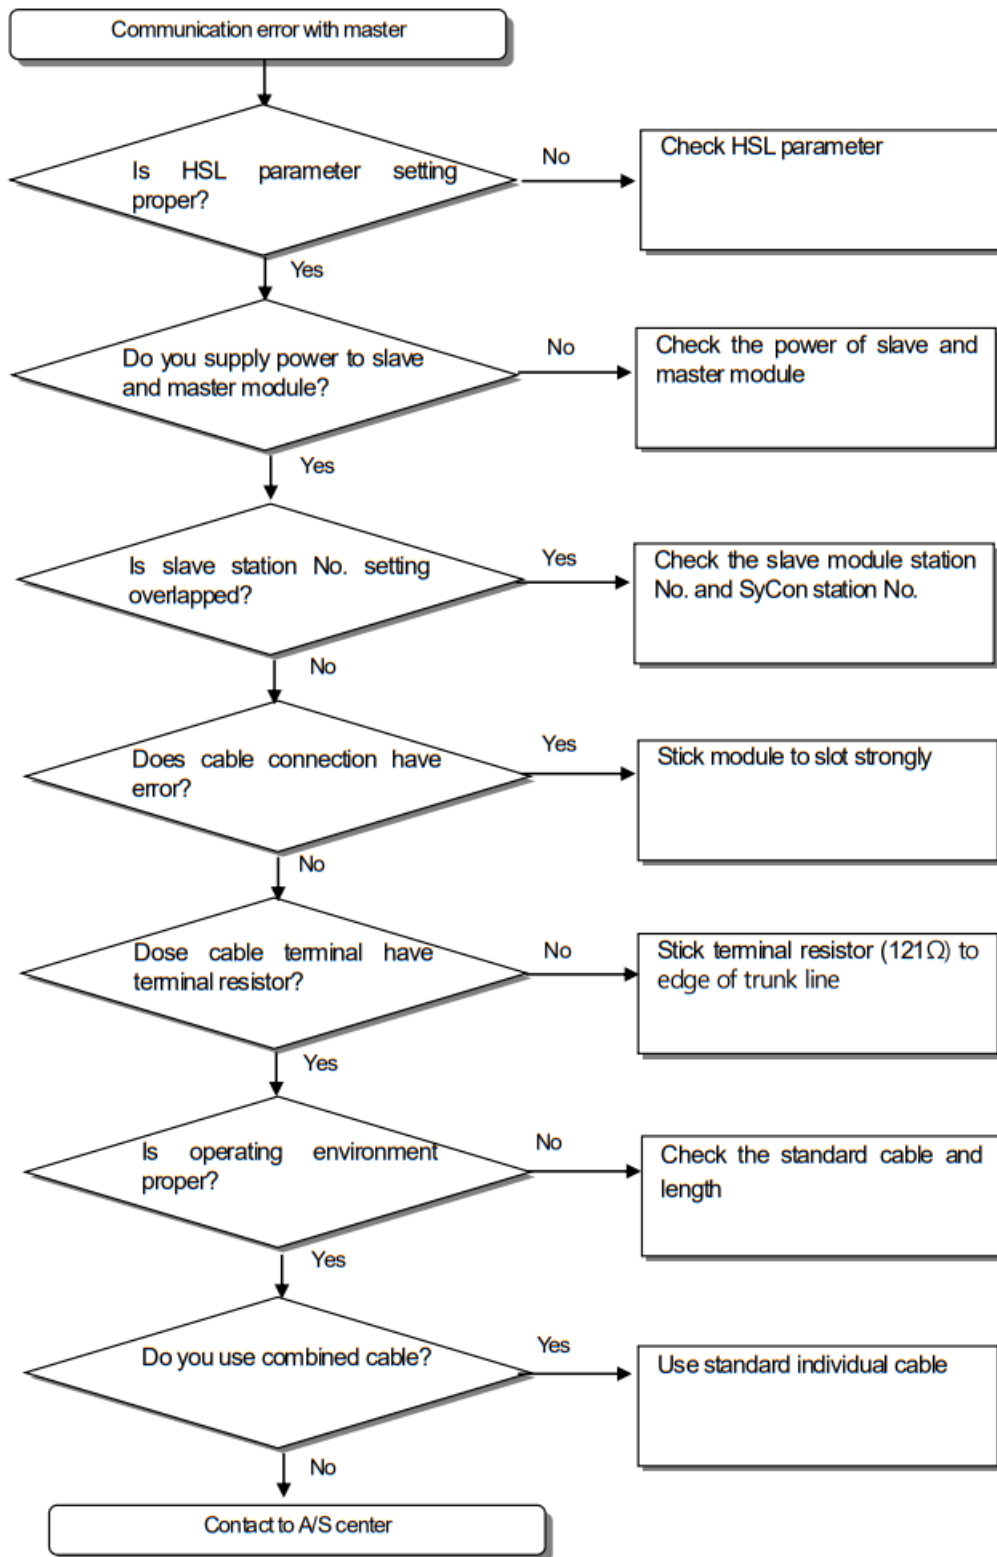 Communication error with master
Is HSL parameter setting
proper?
No
Check HSL parameter
Yes
Do you supply power to slave
and master module?
No
Check the power of slave and
master module
Yes
Is slave station No. setting
overlapped?
Yes
Check the slave module station
No. and SyCon station No.
No
Does cable connection have
error?
Yes
Stick module to slot strongly
No
Dose cable terminal have
terminal resistor?
No
Stick terminal resistor (121Ω) to
edge of trunk line
Yes
Is operating environment
proper?
No
Check the standard cable and
length
Yes
Do you use combined cable?
Yes
Use standard individual cable
No
Contact to A/S center